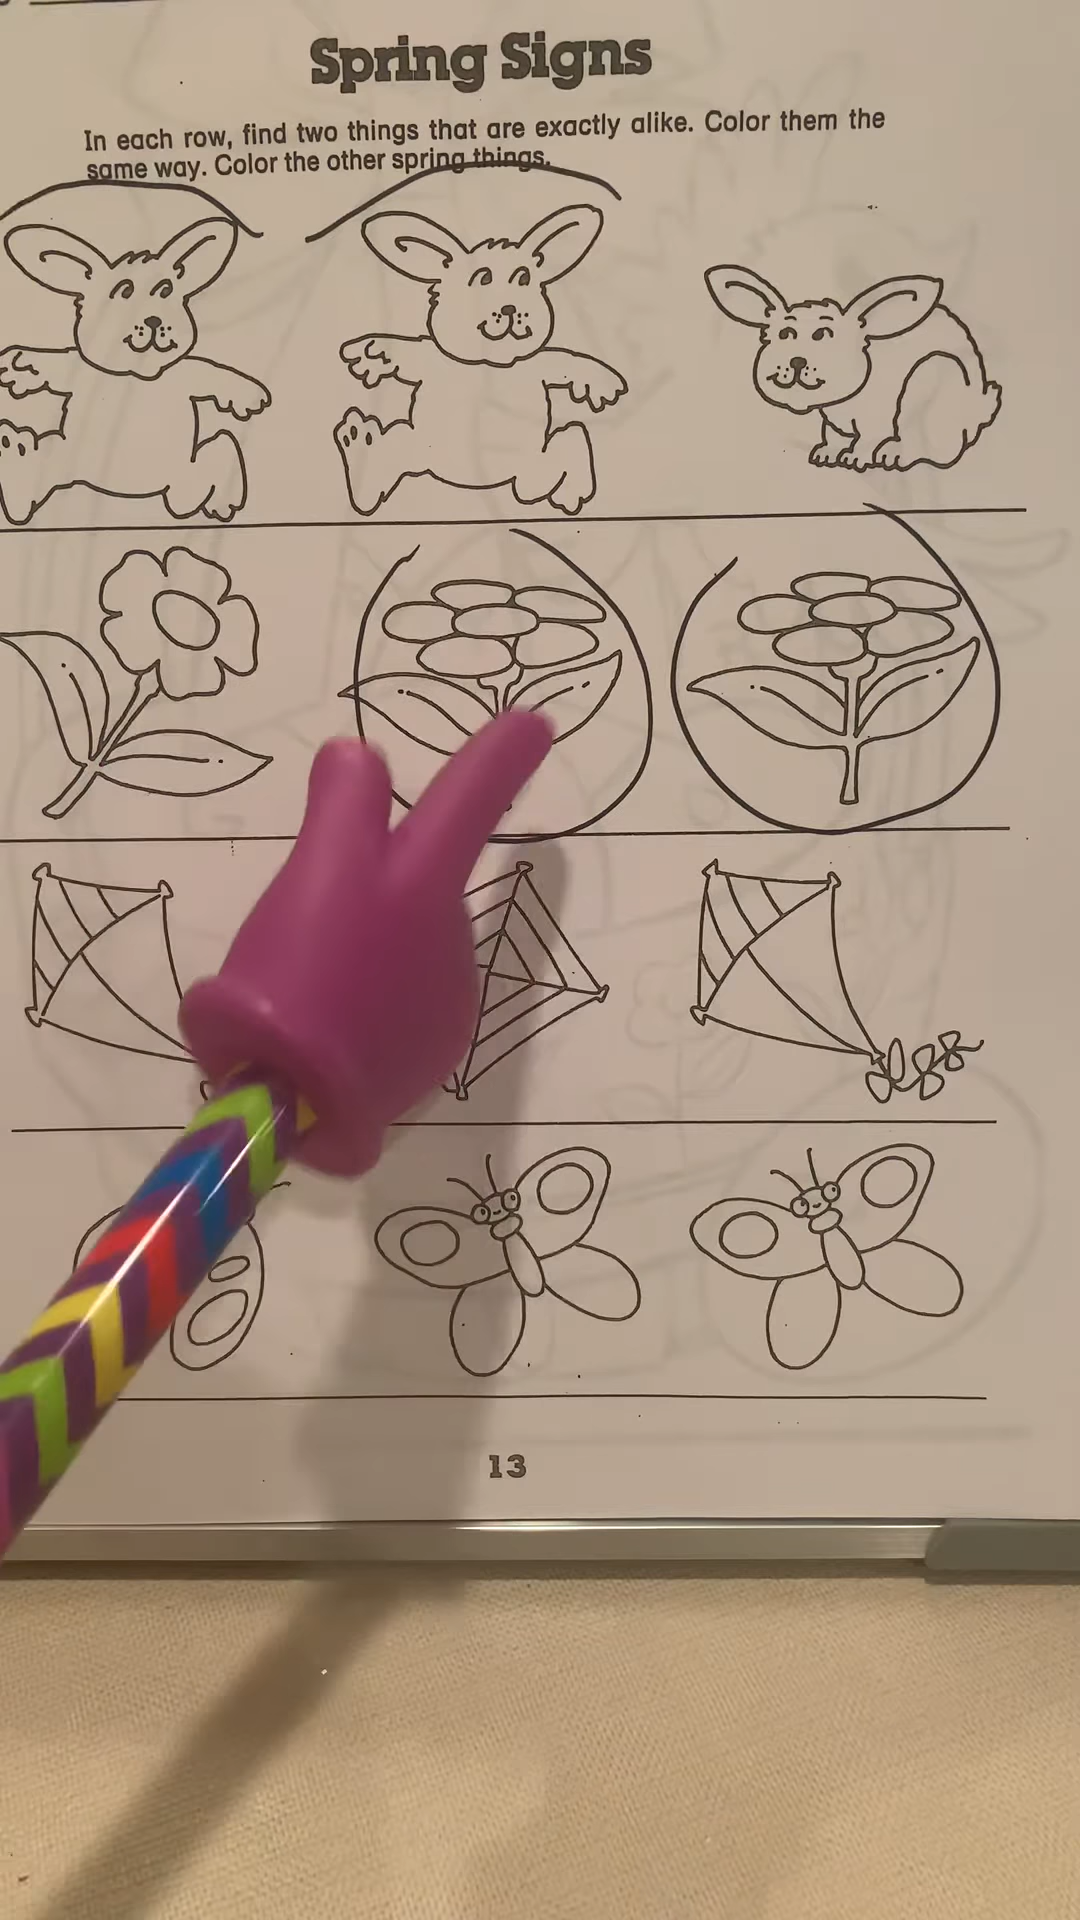 Spring Signs
In each row, find two things that are exactly alike. Color them the
same way. Color the other spring things.
13